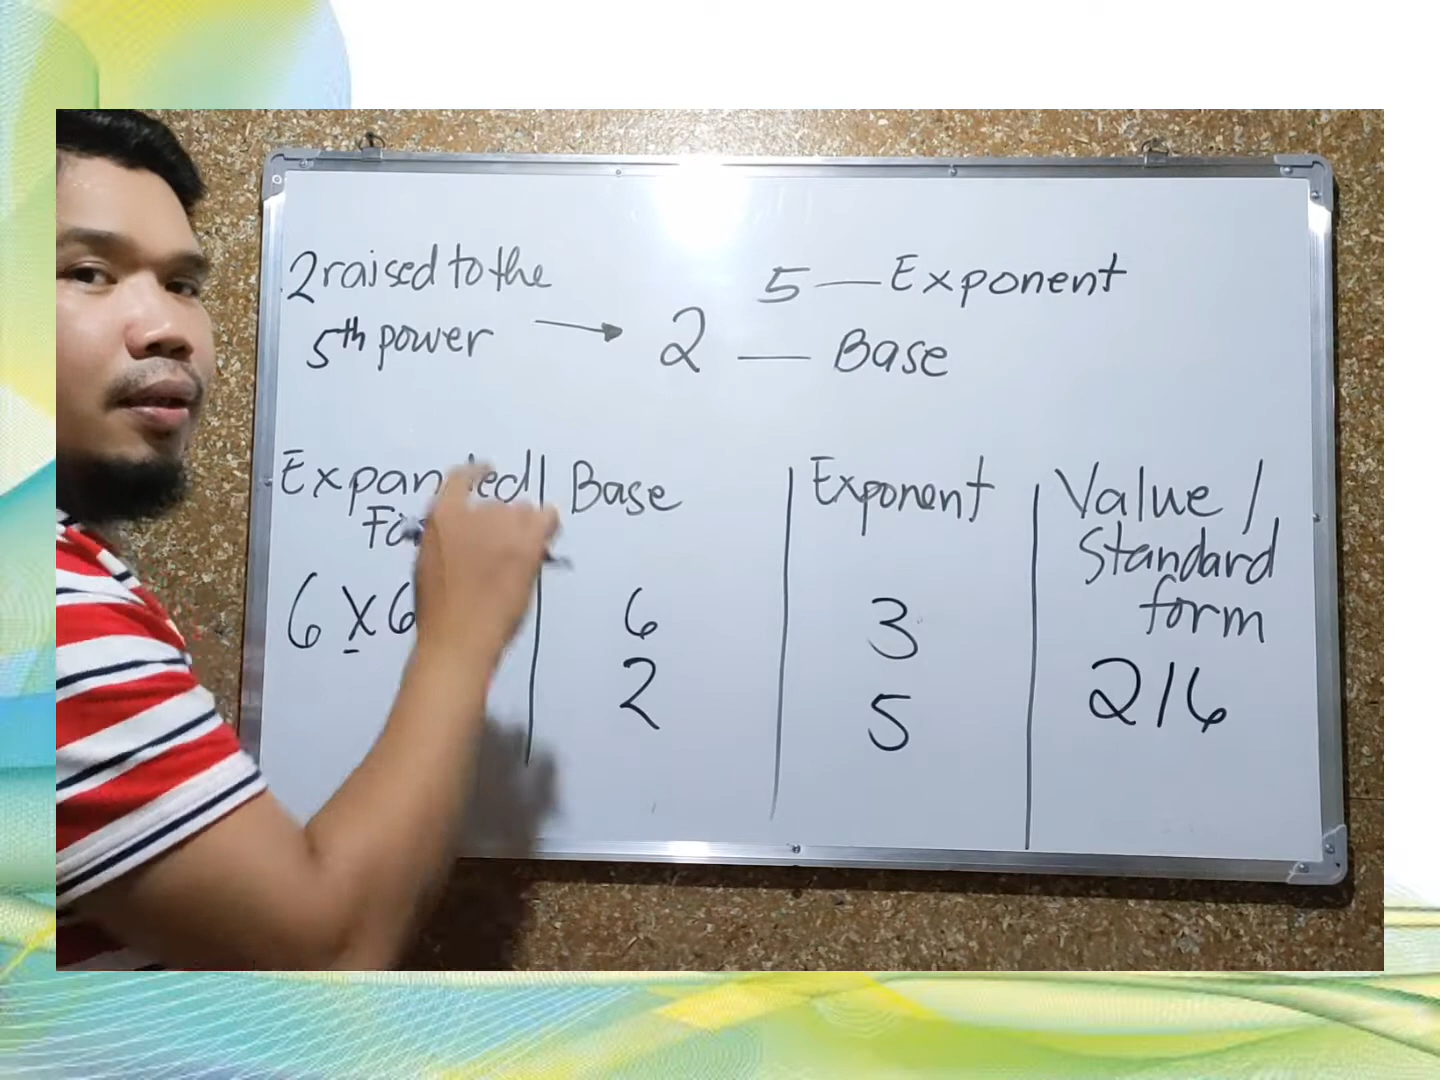 2 raised to the
5th power
2
5 — Exponent
— Base
Expanded
Base
Exponent
Value /
Standard
form
6 x 6
6
3
216
2
5